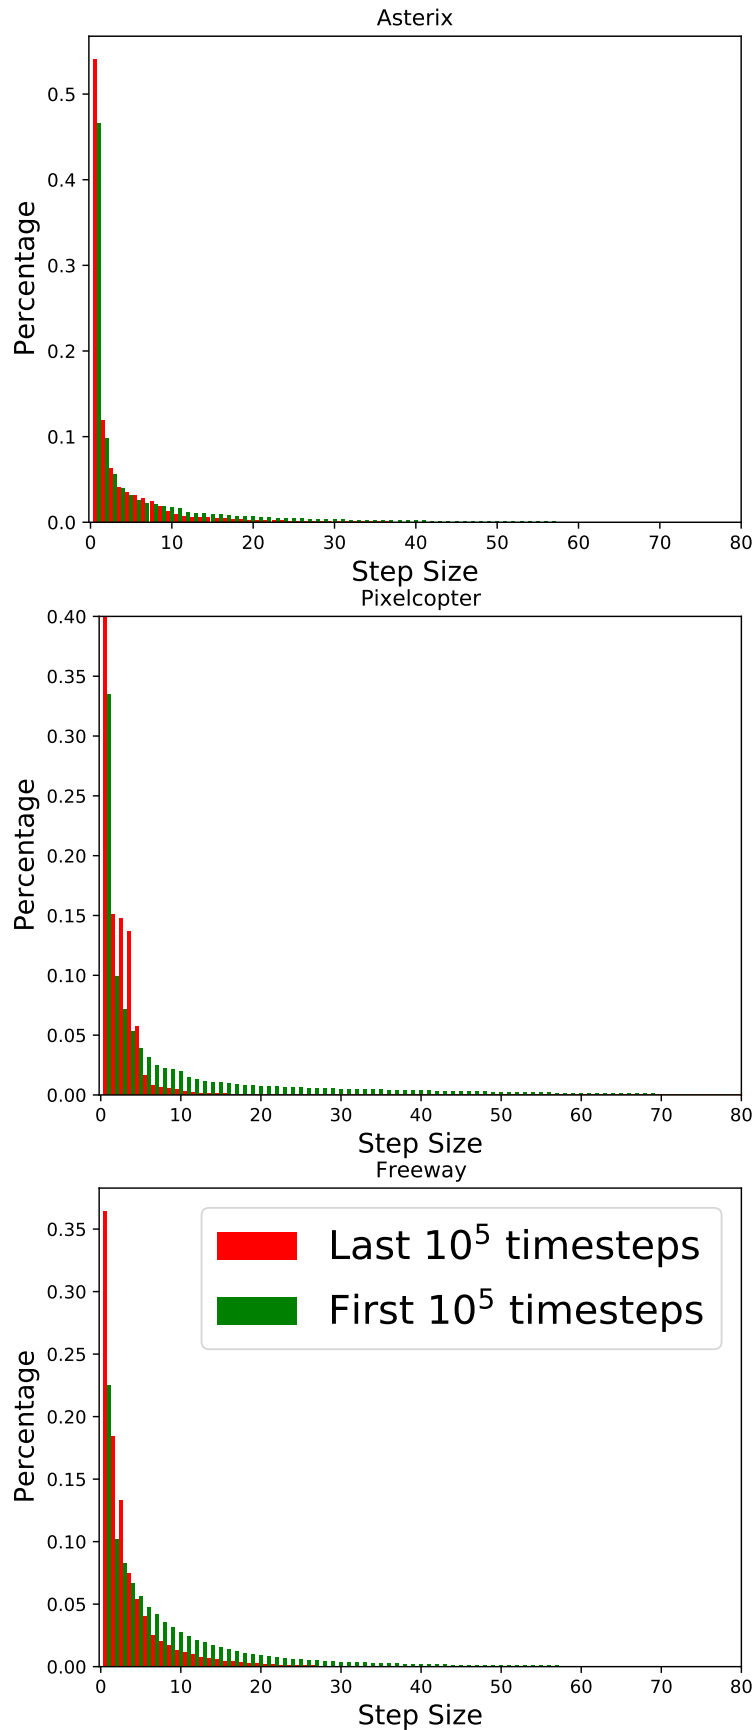 Asterix
0.5
0.4
0.3
0.2
0.1
0.0
0 10 20 30 40 50 60 70 80
Percentage
Step Size
Pixelcopter
0.40
0.35
0.30
0.25
0.20
0.15
0.10
0.05
0.00
0 10 20 30 40 50 60 70 80
Percentage
Step Size
Freeway
Last 10⁵ timesteps
First 10⁵ timesteps
0.35
0.30
0.25
0.20
0.15
0.10
0.05
0.00
0 10 20 30 40 50 60 70 80
Percentage
Step Size